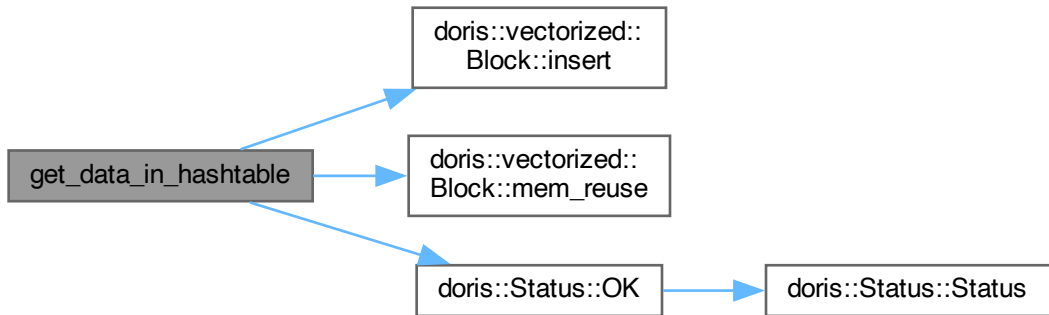 doris::vectorized::
Block::insert
get_data_in_hashtable
doris::vectorized::
Block::mem_reuse
doris::Status::OK
doris::Status::Status